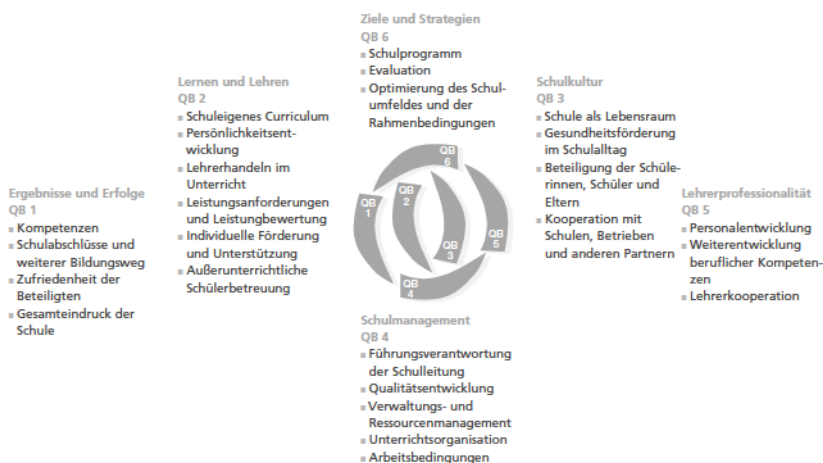 Ziele und Strategien
QB 6
Schulprogramm
Evaluation
Optimierung des Schul-
umfeldes und der
Rahmenbedingungen
Lernen und Lehren
QB 2
Schuleigenes Curriculum
Persönlichkeitsent-
wicklung
Lehrerhandeln im
Unterricht
Leistungsanforderungen
und Leistungbewertung
Individuelle Förderung
und Unterstützung
Außerunterrichtliche
Schülerbetreuung
Schulkultur
QB 3
Schule als Lebensraum
Gesundheitsförderung
im Schulalltag
Beteiligung der Schüle-
rinnen, Schüler und
Eltern
Kooperation mit
Schulen, Betrieben
und anderen Partnern
Ergebnisse und Erfolge
QB 1
Kompetenzen
Schulabschlüsse und
weiterer Bildungsweg
Zufriedenheit der
Beteiligten
Gesamteindruck der
Schule
QB
6
QB
2
QB
1
QB
3
QB
5
QB
4
Lehrerprofessionalität
QB 5
Personalentwicklung
Weiterentwicklung
beruflicher Kompeten-
zen
Lehrerkooperation
Schulmanagement
QB 4
Führungsverantwortung
der Schulleitung
Qualitätsentwicklung
Verwaltungs- und
Ressourcenmanagement
Unterrichtsorganisation
Arbeitsbedingungen